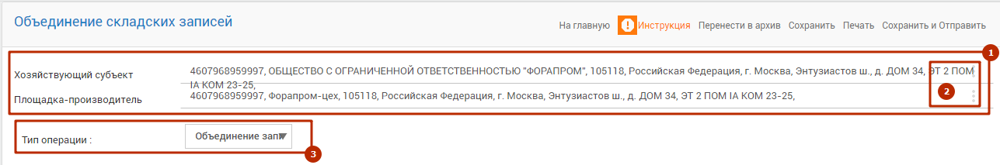 Объединение складских записей
На главную Инструкция Перенести в архив Сохранить Печать Сохранить и Отправить
1
Хозяйствующий субъект 4607968959997, ОБЩЕСТВО С ОГРАНИЧЕННОЙ ОТВЕТСТВЕННОСТЬЮ "ФОРАПРОМ", 105118, Российская Федерация, г. Москва, Энтузиастов ш., д. ДОМ 34, ЭТ 2 ПОМ
IA КОМ 23-25,
Площадка-производитель 4607968959997, Форапром-цех, 105118, Российская Федерация, г. Москва, Энтузиастов ш., д. ДОМ 34, ЭТ 2 ПОМ IA КОМ 23-25,
2
Тип операции : Объединение запи
3